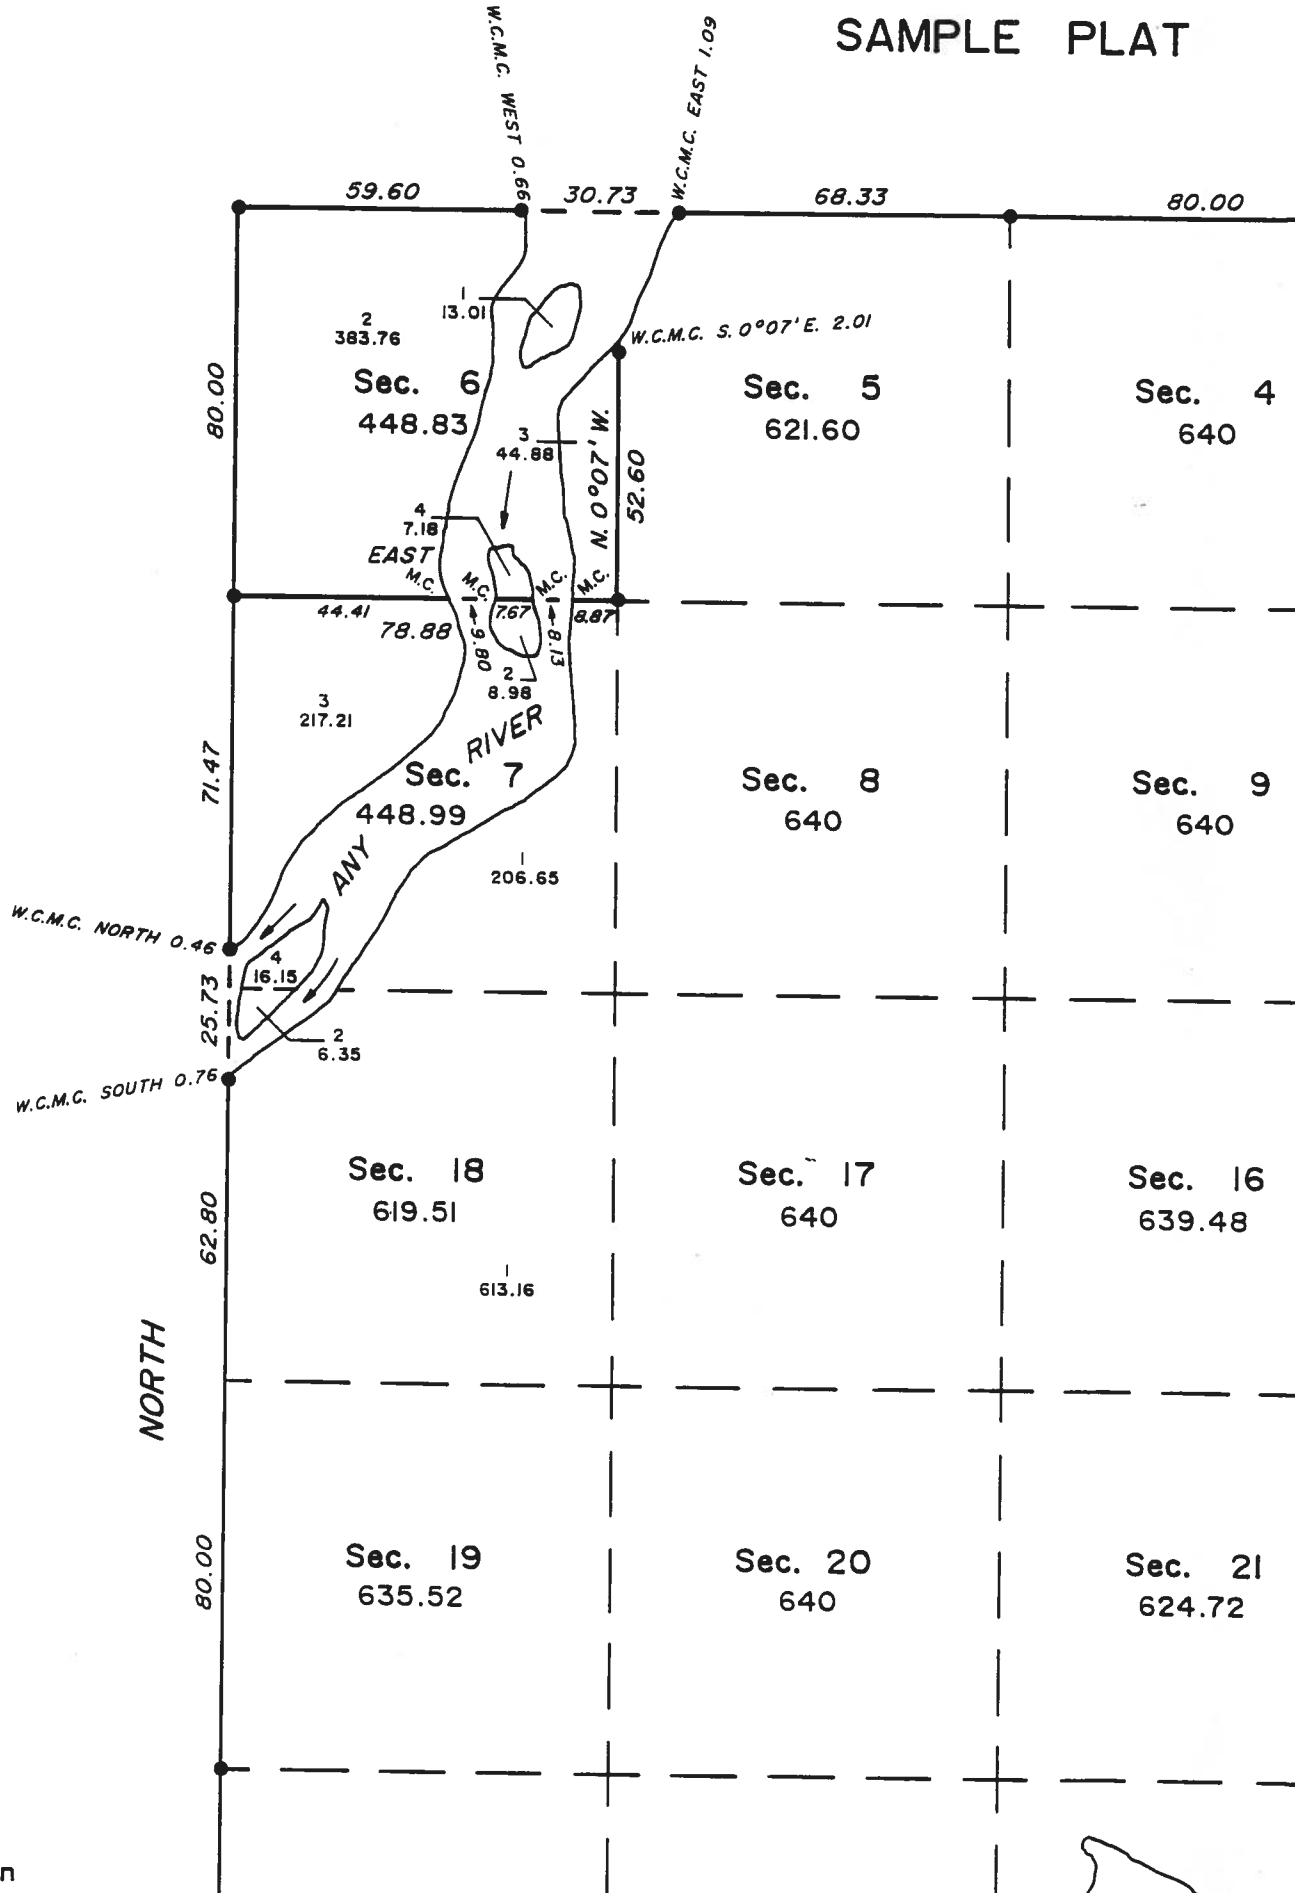 SAMPLE PLAT
W.C.M.C. WEST 0.66
W.C.M.C. EAST 1.09
59.60
30.73
68.33
80.00
1
13.01
2
383.76
W.C.M.C. S. 0°07' E. 2.01
80.00
Sec. 6
448.83
Sec. 5
621.60
Sec. 4
640
3
44.88
N. 0°07' W.
52.60
4
7.18
EAST
M.C.
M.C.
M.C.
M.C.
44.41
7.67
8.87
78.88
9.80
8.13
2
8.98
3
217.21
RIVER
71.47
Sec. 7
448.99
Sec. 8
640
Sec. 9
640
ANY
1
206.65
W.C.M.C. NORTH 0.46
4
16.15
25.73
2
6.35
W.C.M.C. SOUTH 0.76
Sec. 18
619.51
Sec. 17
640
Sec. 16
639.48
62.80
1
613.16
NORTH
80.00
Sec. 19
635.52
Sec. 20
640
Sec. 21
624.72
n